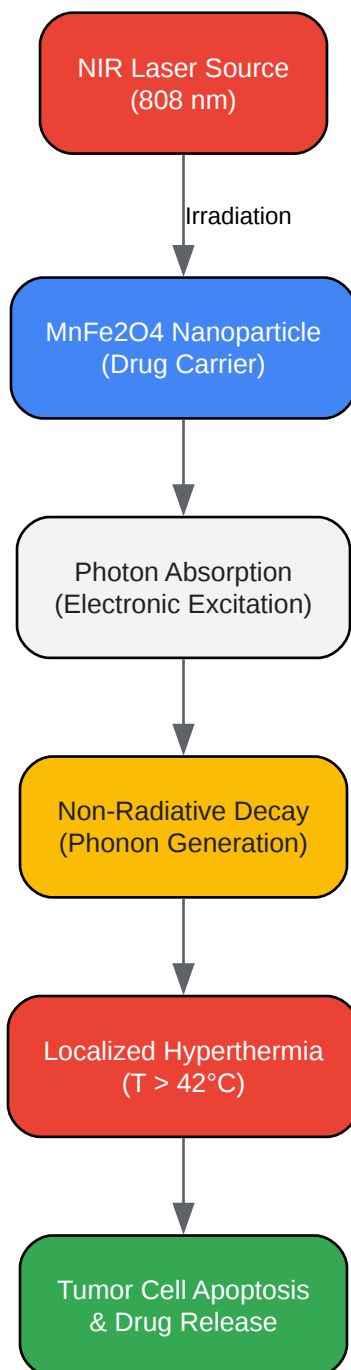 NIR Laser Source
(808 nm)
Irradiation
MnFe2O4 Nanoparticle
(Drug Carrier)
Photon Absorption
(Electronic Excitation)
Non-Radiative Decay
(Phonon Generation)
Localized Hyperthermia
(T > 42°C)
Tumor Cell Apoptosis
& Drug Release